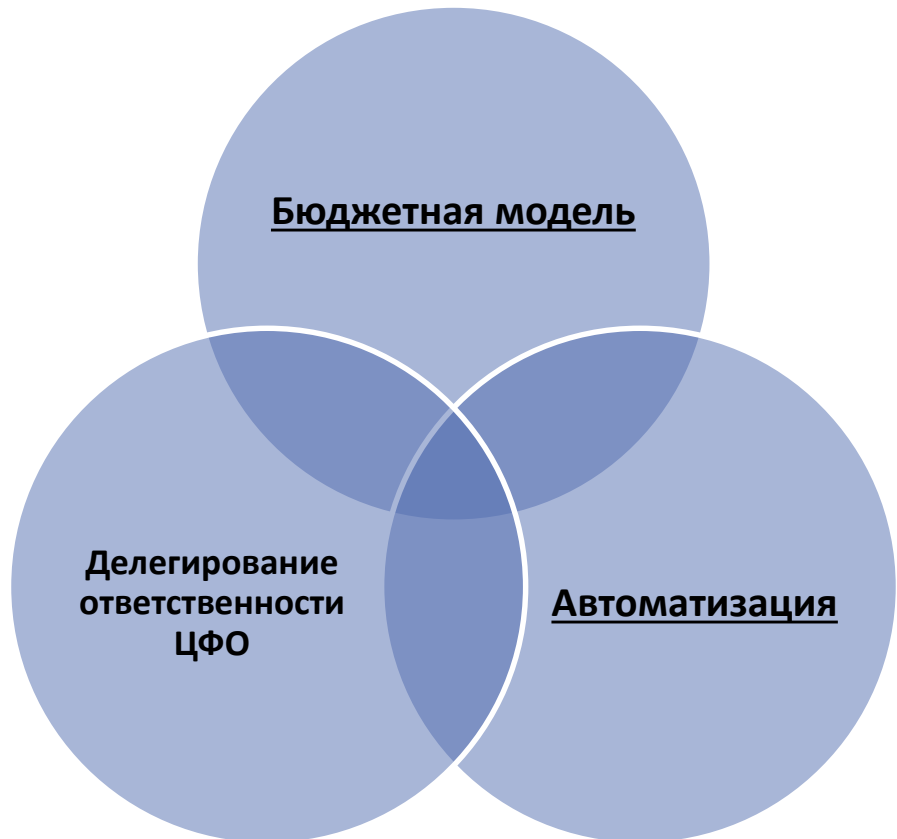 Бюджетная модель
Делегирование
ответственности
ЦФО
Автоматизация